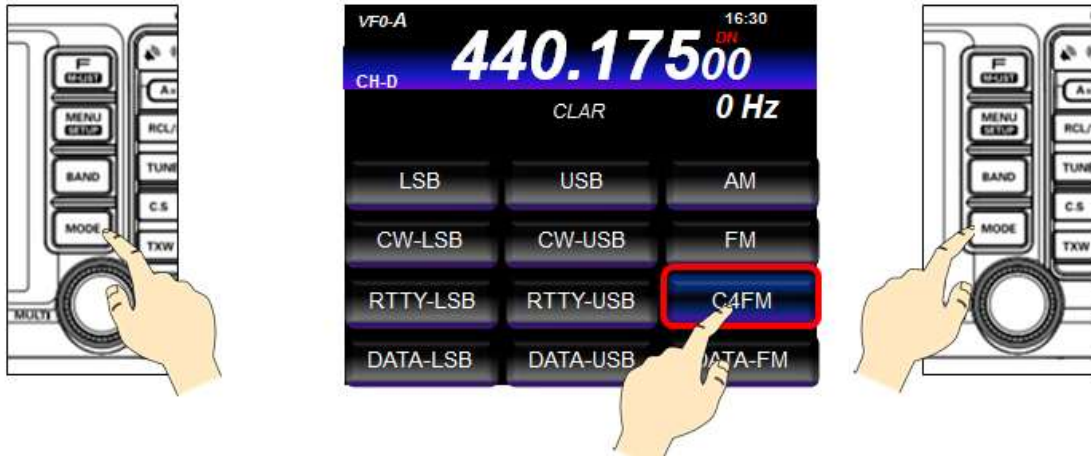 F
M-LIST
MENU
SETUP
BAND
MODE
MULTI
RCL/
TUNE
C.S
TXW
VFO-A
16:30
DN
440.17500
CH-D
CLAR
0 Hz
LSB
USB
AM
CW-LSB
CW-USB
FM
RTTY-LSB
RTTY-USB
C4FM
DATA-LSB
DATA-USB
DATA-FM
F
M-LIST
MENU
SETUP
BAND
MODE
RCL/
TUNE
C.S
TXW